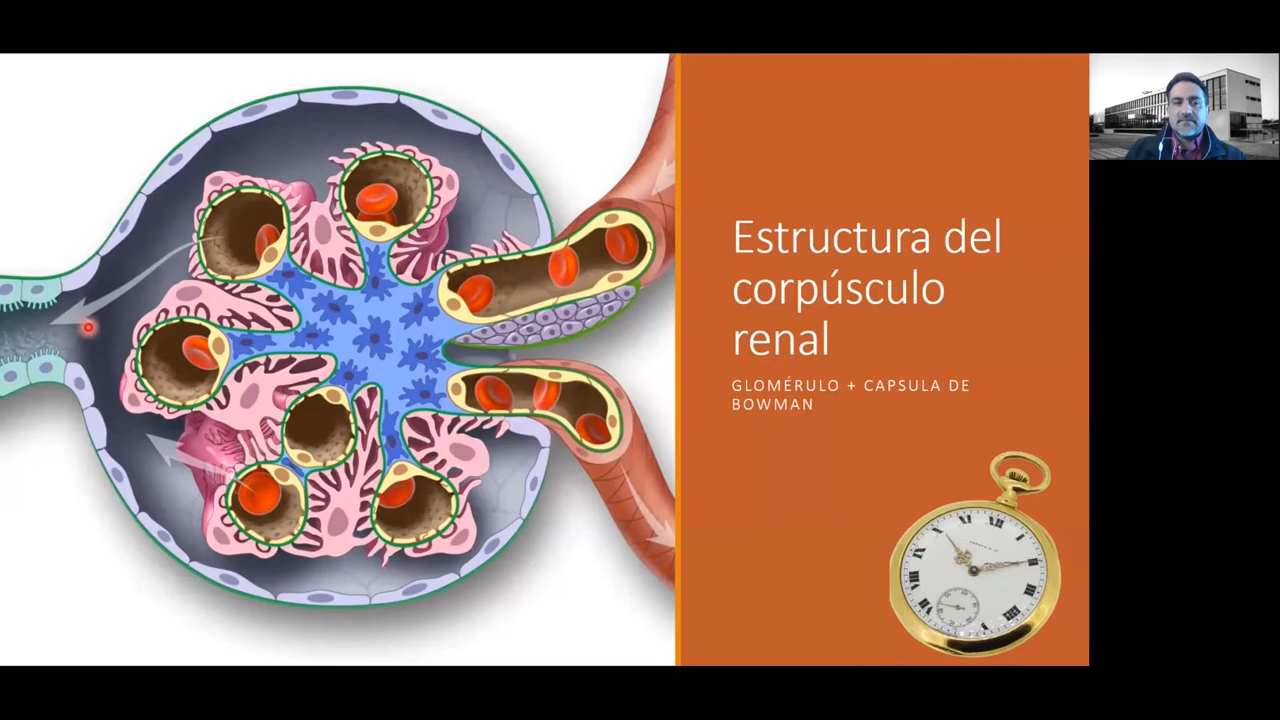 Estructura del
corpúsculo
renal
GLOMÉRULO + CAPSULA DE
BOWMAN